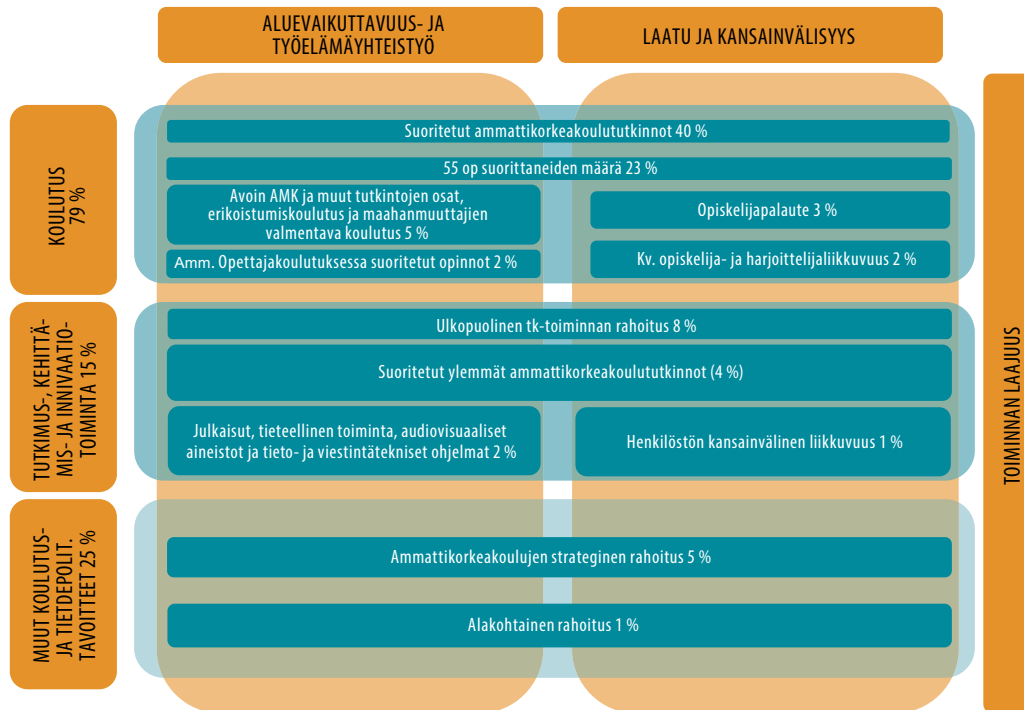 ALUEVAIKUTTAVUUS- JA
TYÖELÄMÄYHTEISTYÖ
LAATU JA KANSAINVÄLISYYS
KOULUTUS
79 %
Suoritetut ammattikorkeakoulututkinnot 40 %
55 op suorittaneiden määrä 23 %
Avoin AMK ja muut tutkintojen osat,
erikoistumiskoulutus ja maahanmuuttajien
valmentava koulutus 5 %
Opiskelijapalaute 3 %
Amm. Opettajakoulutuksessa suoritetut opinnot 2 %
Kv. opiskelija- ja harjoittelijaliikkuvuus 2 %
TUTKIMUS-, KEHITTÄ-
MIS- JA INNIVAATIO-
TOIMINTA 15 %
Ulkopuolinen tk-toiminnan rahoitus 8 %
Suoritetut ylemmät ammattikorkeakoulututkinnot (4 %)
Julkaisut, tieteellinen toiminta, audiovisuaaliset
aineistot ja tieto- ja viestintätekniset ohjelmat 2 %
Henkilöstön kansainvälinen liikkuvuus 1 %
MUUT KOULUTUS-
JA TIETDEPOLIT.
TAVOITTEET 25 %
Ammattikorkeakoulujen strateginen rahoitus 5 %
Alakohtainen rahoitus 1 %
TOIMINNAN LAAJUUS